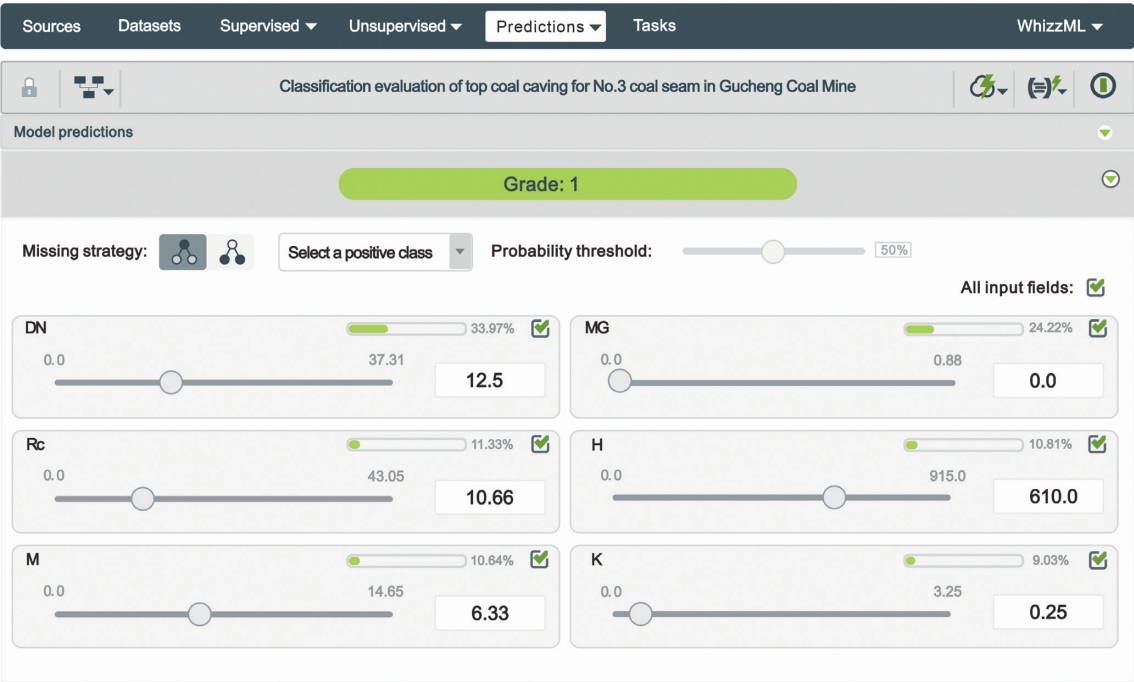 Sources Datasets Supervised Unsupervised Predictions Tasks WhizzML
Classification evaluation of top coal caving for No.3 coal seam in Gucheng Coal Mine
Model predictions
Grade: 1
Missing strategy: Select a positive class Probability threshold: 50%
All input fields:
DN 33.97%
0.0 37.31
12.5
MG 24.22%
0.0 0.88
0.0
Rc 11.33%
0.0 43.05
10.66
H 10.81%
0.0 915.0
610.0
M 10.64%
0.0 14.65
6.33
K 9.03%
0.0 3.25
0.25